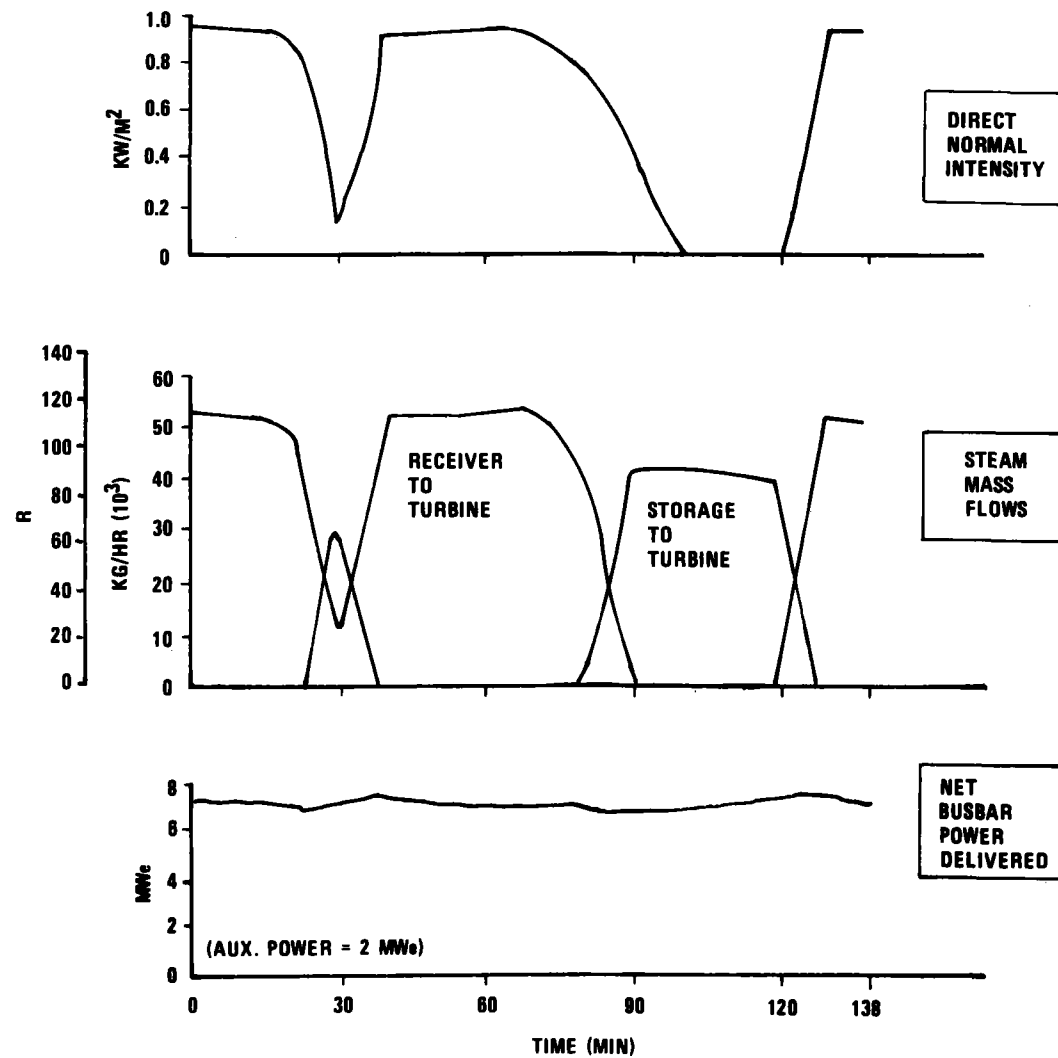 1.0
0.8
0.6
0.4
0.2
0
KW/M²
DIRECT
NORMAL
INTENSITY
140
120
100
80
60
40
20
0
R
60
50
40
30
20
10
0
KG/HR (10³)
RECEIVER
TO
TURBINE
STORAGE
TO
TURBINE
STEAM
MASS
FLOWS
8
6
4
2
0
MWe
(AUX. POWER = 2 MWe)
NET
BUSBAR
POWER
DELIVERED
0 30 60 90 120 138
TIME (MIN)